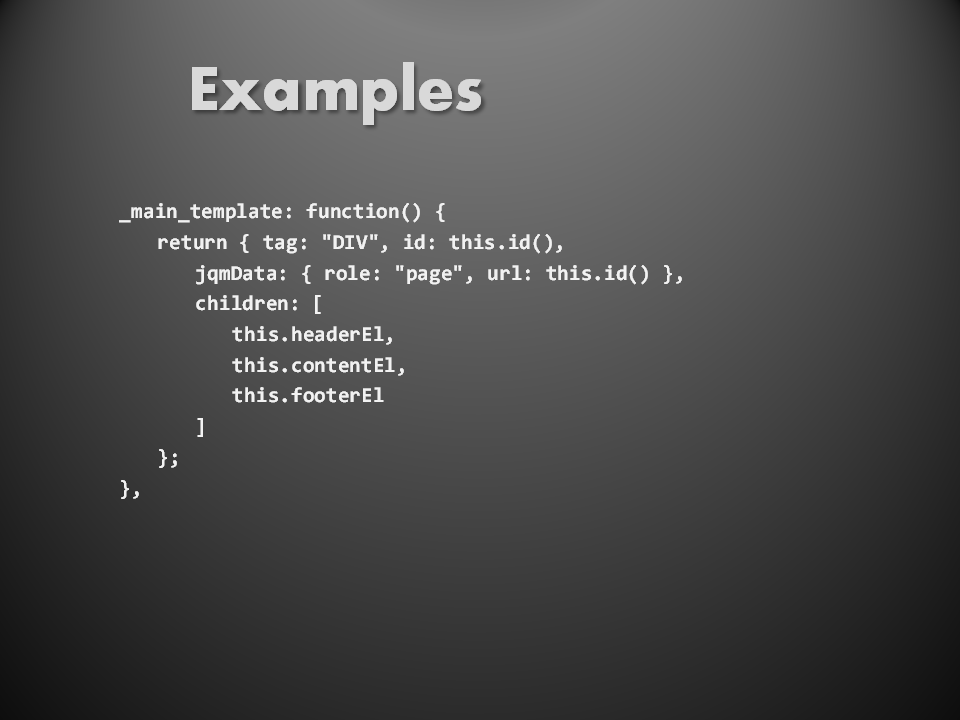 Examples
_main_template: function() {
return { tag: "DIV", id: this.id(),
jqmData: { role: "page", url: this.id() },
children: [
this.headerEl,
this.contentEl,
this.footerEl
]
};
},